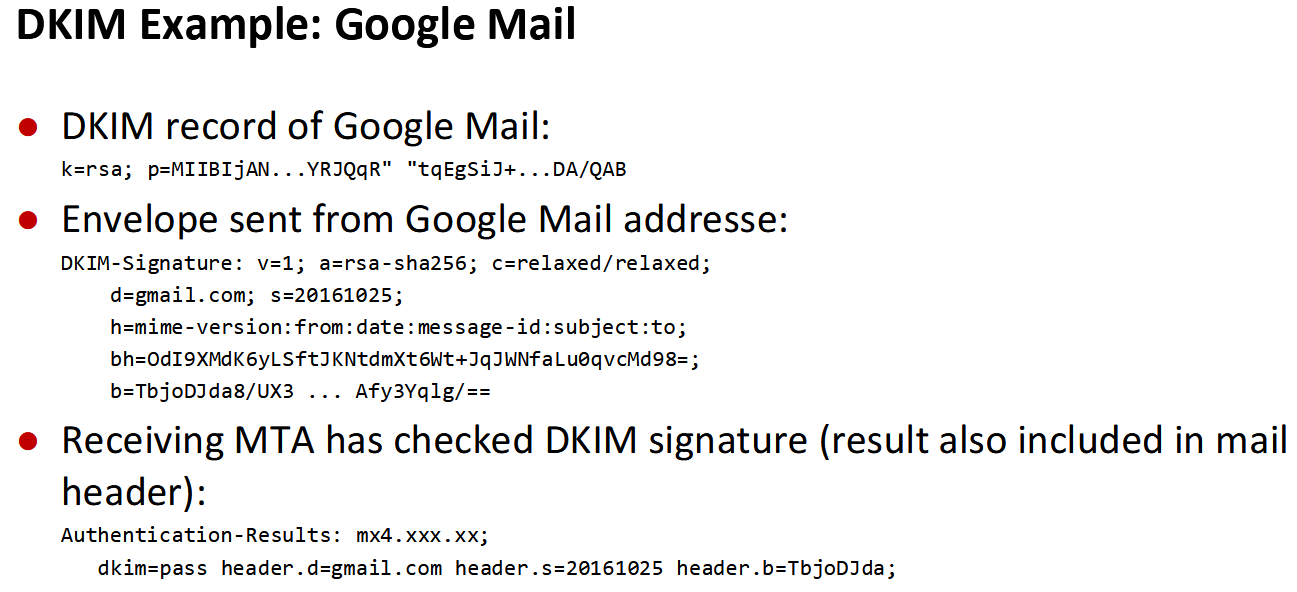 DKIM Example: Google Mail
DKIM record of Google Mail:
k=rsa; p=MIIBIjAN...YRJQqR" "tqEgSiJ+...DA/QAB
Envelope sent from Google Mail addresse:
DKIM-Signature: v=1; a=rsa-sha256; c=relaxed/relaxed;
d=gmail.com; s=20161025;
h=mime-version:from:date:message-id:subject:to;
bh=OdI9XMdK6yLSftJKNtdmXt6Wt+JqJWNfaLu0qvcMd98=;
b=TbjoDJda8/UX3 ... Afy3Yqlg/==
Receiving MTA has checked DKIM signature (result also included in mail
header):
Authentication-Results: mx4.xxx.xx;
dkim=pass header.d=gmail.com header.s=20161025 header.b=TbjoDJda;